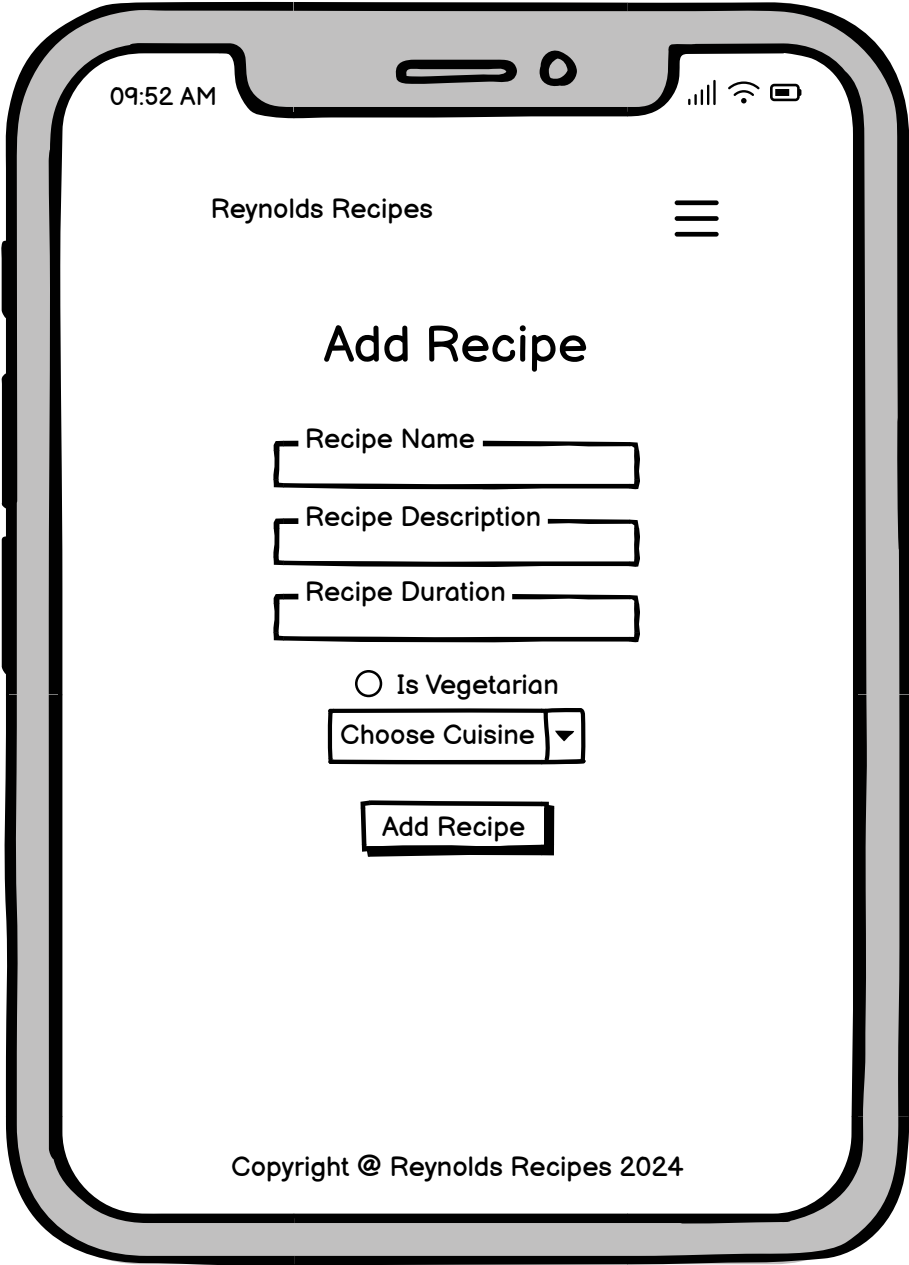 09:52 AM
Reynolds Recipes
Add Recipe
Recipe Name
Recipe Description
Recipe Duration
Is Vegetarian
Choose Cuisine
Add Recipe
Copyright @ Reynolds Recipes 2024